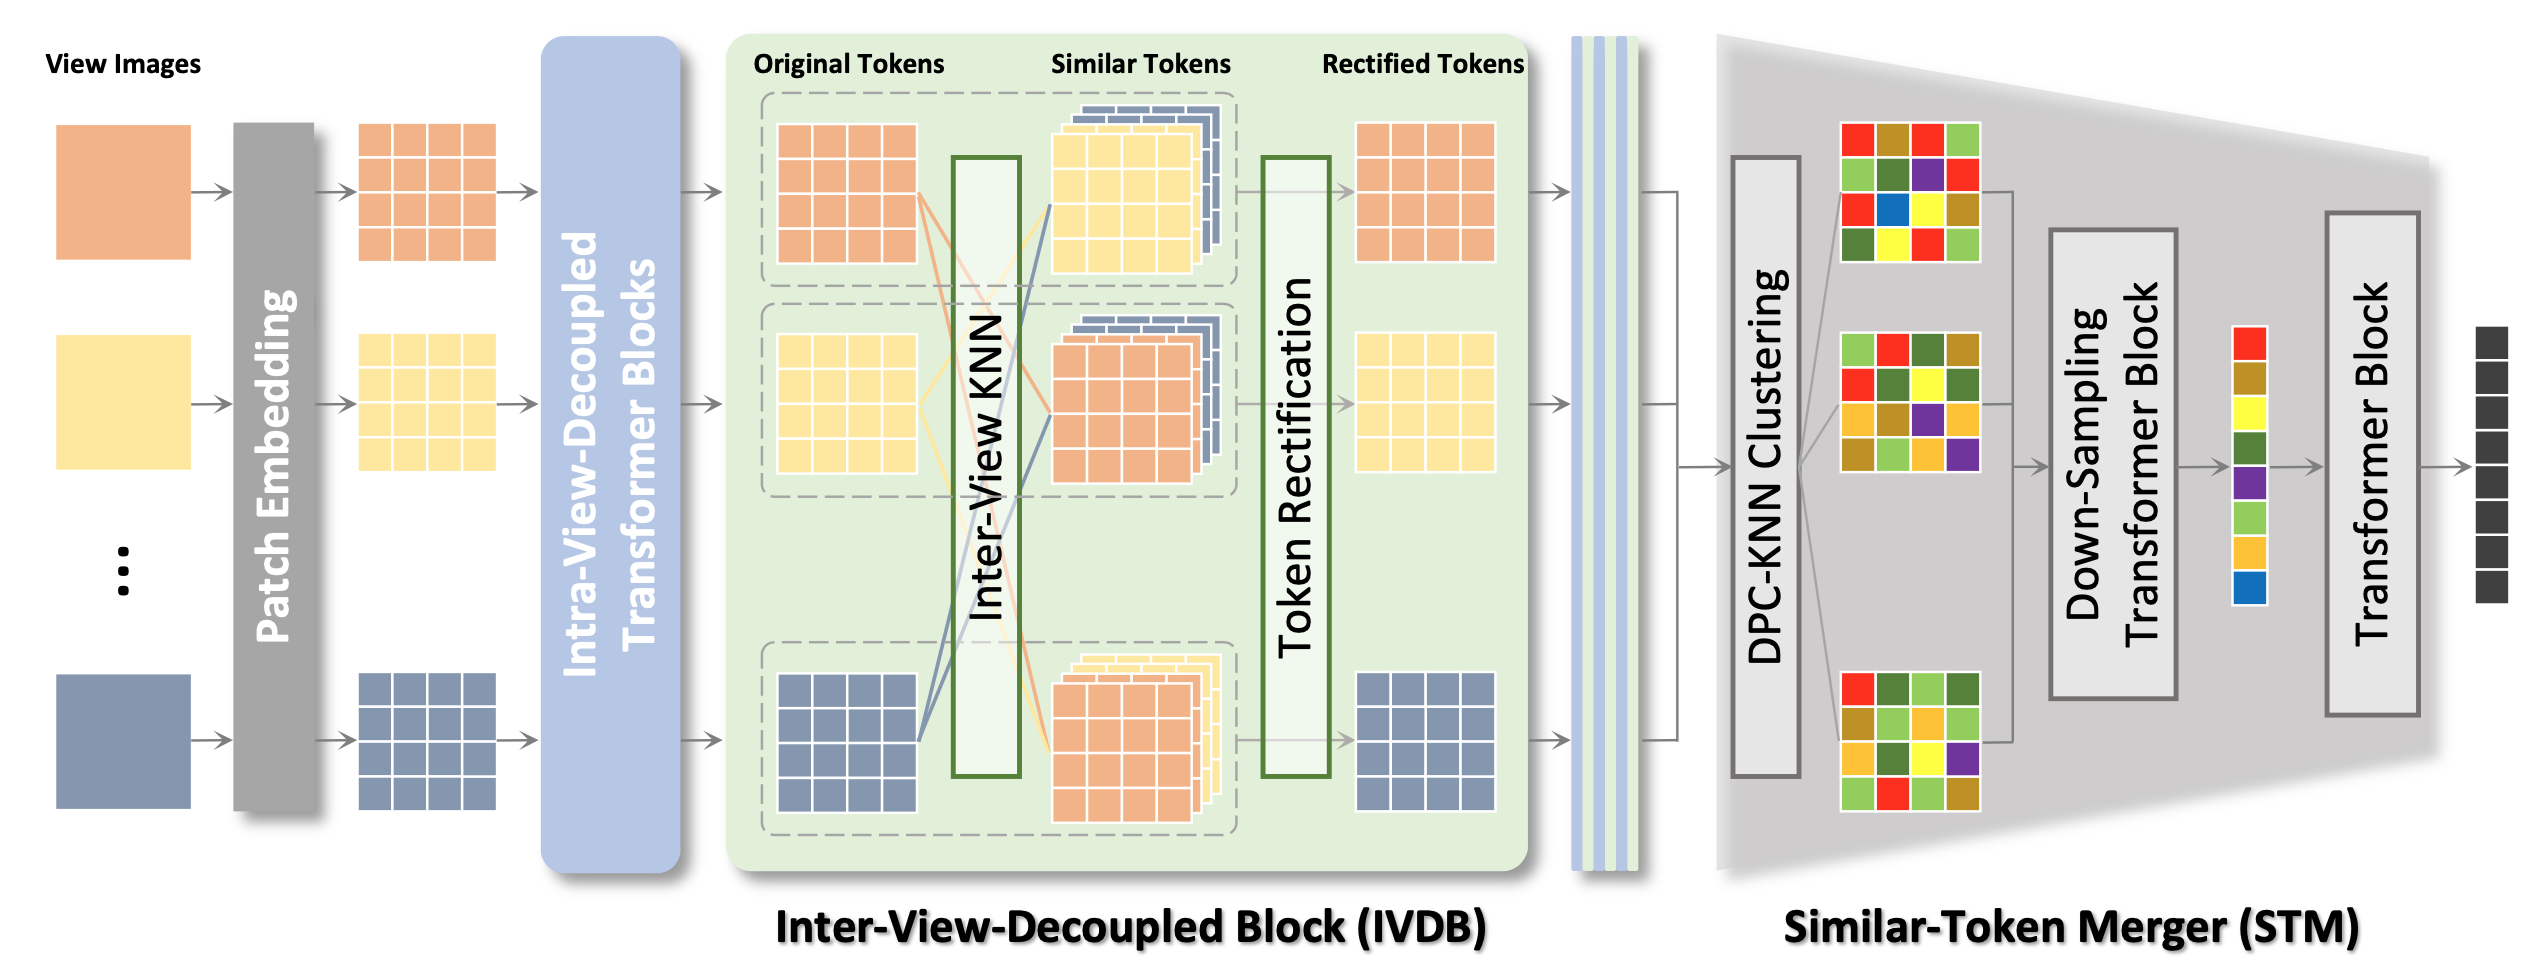 View Images
Patch Embedding
Intra-View-Decoupled
Transformer Blocks
Original Tokens
Similar Tokens
Rectified Tokens
Inter-View KNN
Token Rectification
DPC-KNN Clustering
Down-Sampling
Transformer Block
Transformer Block
Inter-View-Decoupled Block (IVDB)
Similar-Token Merger (STM)